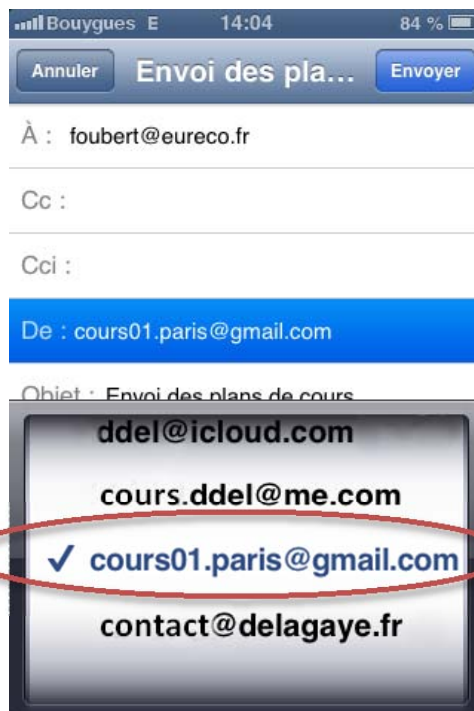 Bouygues E 14:04 84 %
Annuler Envoi des pla... Envoyer
À : foubert@eureco.fr
Cc :
Cci :
De : cours01.paris@gmail.com
Objet : Envoi des plans de cours
ddel@icloud.com
cours.ddel@me.com
✓ cours01.paris@gmail.com
contact@delagaye.fr